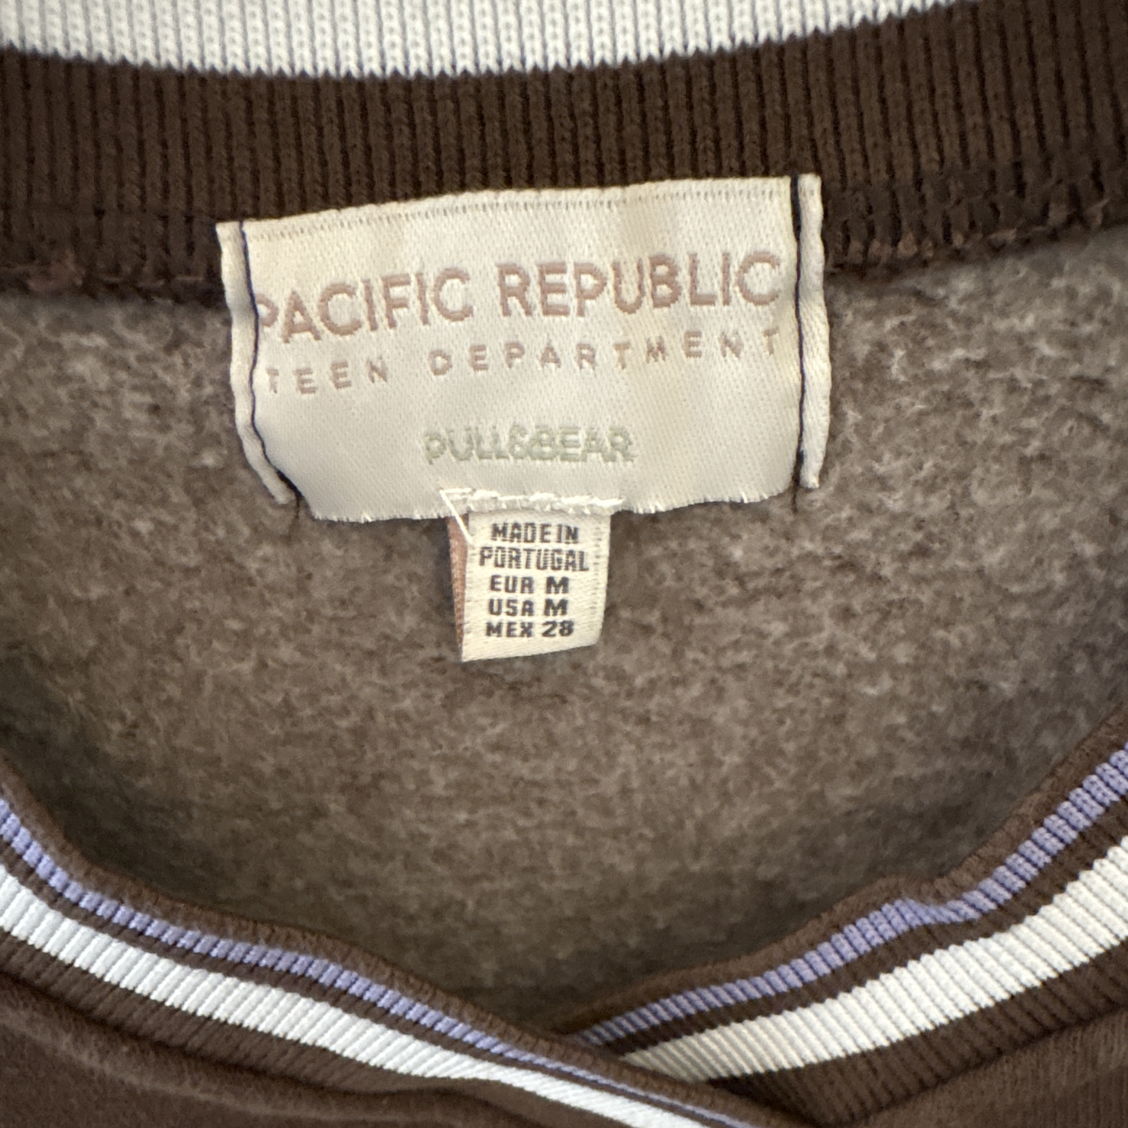 PACIFIC REPUBLIC
TEEN DEPARTMENT
PULL&BEAR
MADE IN
PORTUGAL
EUR M
USA M
MEX 28